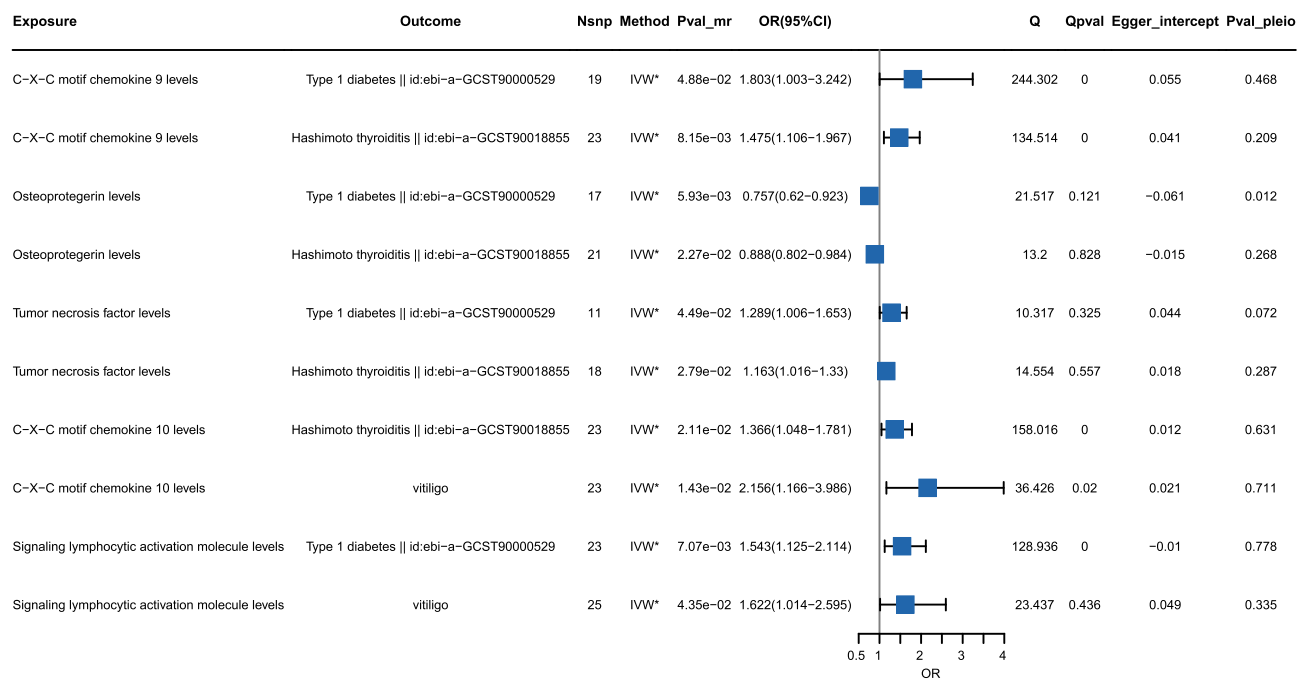 Exposure Outcome Nsnp Method Pval_mr OR(95%CI) Q Qpval Egger_intercept Pval_pleio
C−X−C motif chemokine 9 levels Type 1 diabetes || id:ebi−a−GCST90000529 19 IVW* 4.88e−02 1.803(1.003−3.242) 244.302 0 0.055 0.468
C−X−C motif chemokine 9 levels Hashimoto thyroiditis || id:ebi−a−GCST90018855 23 IVW* 8.15e−03 1.475(1.106−1.967) 134.514 0 0.041 0.209
Osteoprotegerin levels Type 1 diabetes || id:ebi−a−GCST90000529 17 IVW* 5.93e−03 0.757(0.62−0.923) 21.517 0.121 −0.061 0.012
Osteoprotegerin levels Hashimoto thyroiditis || id:ebi−a−GCST90018855 21 IVW* 2.27e−02 0.888(0.802−0.984) 13.2 0.828 −0.015 0.268
Tumor necrosis factor levels Type 1 diabetes || id:ebi−a−GCST90000529 11 IVW* 4.49e−02 1.289(1.006−1.653) 10.317 0.325 0.044 0.072
Tumor necrosis factor levels Hashimoto thyroiditis || id:ebi−a−GCST90018855 18 IVW* 2.79e−02 1.163(1.016−1.33) 14.554 0.557 0.018 0.287
C−X−C motif chemokine 10 levels Hashimoto thyroiditis || id:ebi−a−GCST90018855 23 IVW* 2.11e−02 1.366(1.048−1.781) 158.016 0 0.012 0.631
C−X−C motif chemokine 10 levels vitiligo 23 IVW* 1.43e−02 2.156(1.166−3.986) 36.426 0.02 0.021 0.711
Signaling lymphocytic activation molecule levels Type 1 diabetes || id:ebi−a−GCST90000529 23 IVW* 7.07e−03 1.543(1.125−2.114) 128.936 0 −0.01 0.778
Signaling lymphocytic activation molecule levels vitiligo 25 IVW* 4.35e−02 1.622(1.014−2.595) 23.437 0.436 0.049 0.335
0.5 1 2 3 4
OR